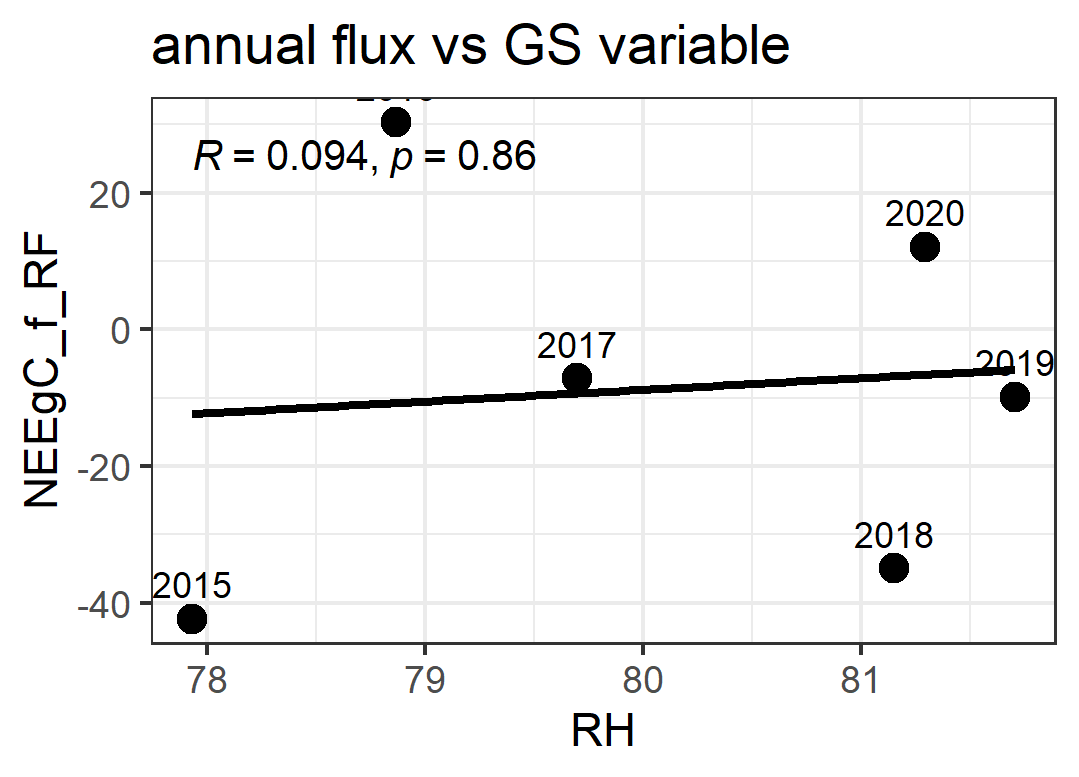 annual flux vs GS variable
R = 0.094, p = 0.86
20
2020
NEEgC_f_RF
0
2017
2019
-20
2018
2015
-40
78 79 80 81
RH